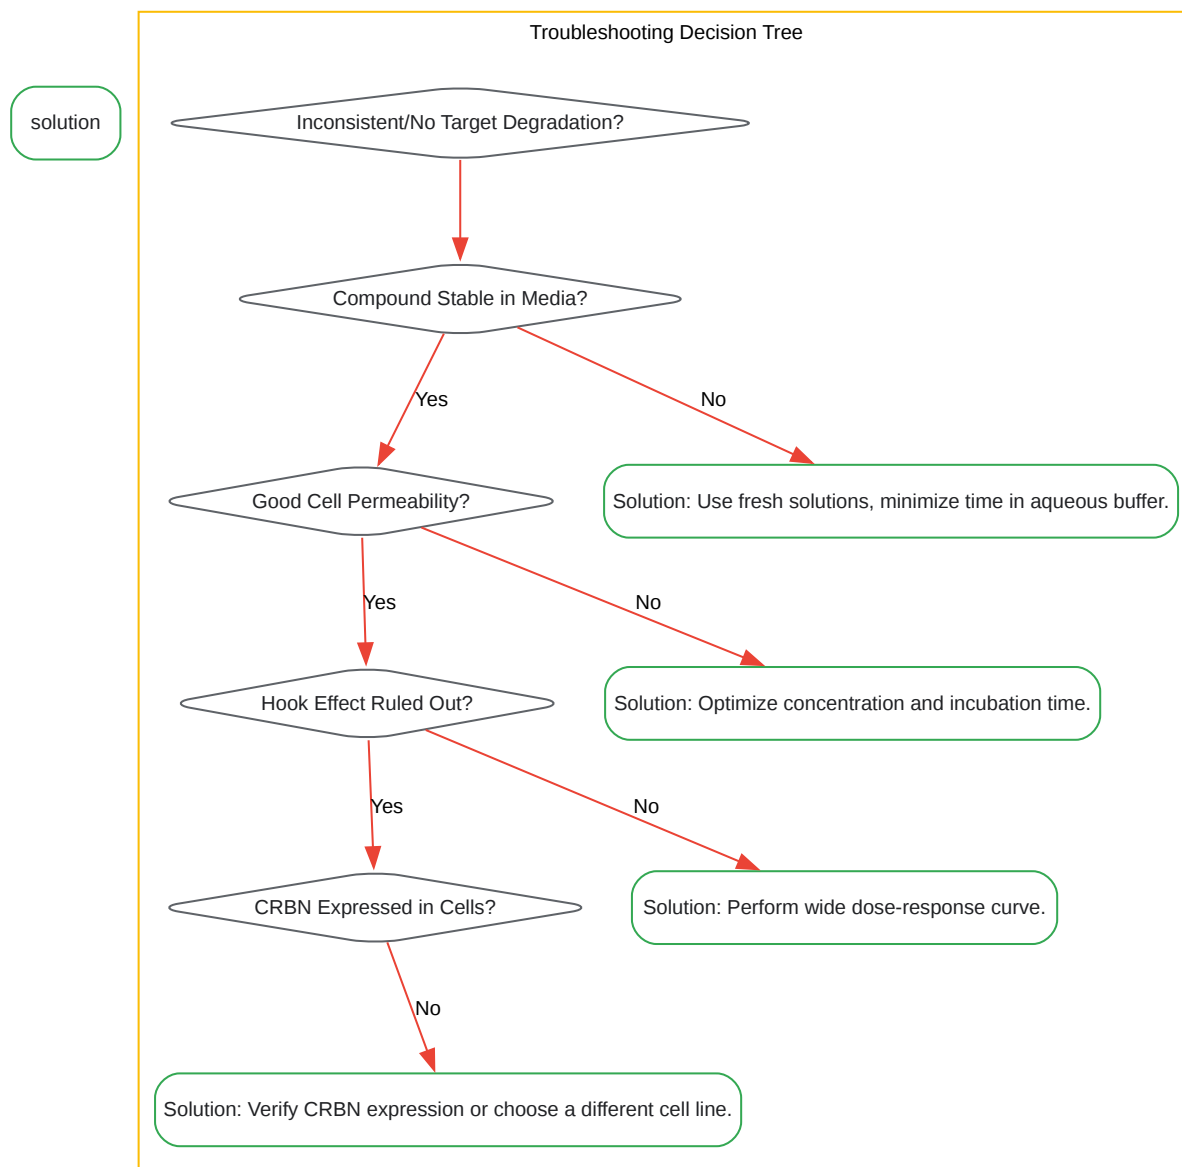 Troubleshooting Decision Tree
solution
Inconsistent/No Target Degradation?
Compound Stable in Media?
Yes
No
Good Cell Permeability?
Solution: Use fresh solutions, minimize time in aqueous buffer.
Yes
No
Hook Effect Ruled Out?
Solution: Optimize concentration and incubation time.
Yes
No
CRBN Expressed in Cells?
Solution: Perform wide dose-response curve.
No
Solution: Verify CRBN expression or choose a different cell line.